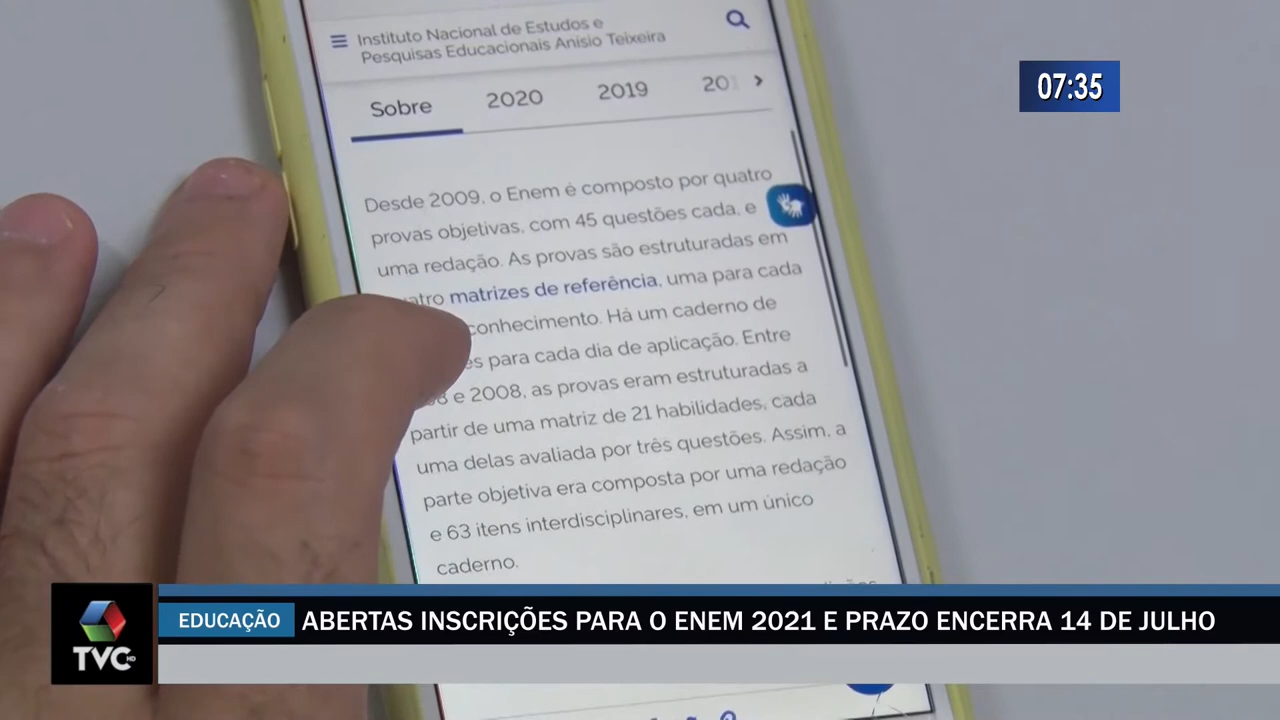 Instituto Nacional de Estudos e
Pesquisas Educacionais Anísio Teixeira
07:35
Sobre 2020 2019
Desde 2009, o Enem é composto por quatro
provas objetivas, com 45 questões cada, e
uma redação. As provas são estruturadas em
matrizes de referência, uma para cada
conhecimento. Há um caderno de
para cada dia de aplicação. Entre
e 2008, as provas eram estruturadas a
partir de uma matriz de 21 habilidades, cada
uma delas avaliada por três questões. Assim, a
parte objetiva era composta por uma redação
e 63 itens interdisciplinares, em um único
caderno.
EDUCAÇÃO ABERTAS INSCRIÇÕES PARA O ENEM 2021 E PRAZO ENCERRA 14 DE JULHO
TVC HD